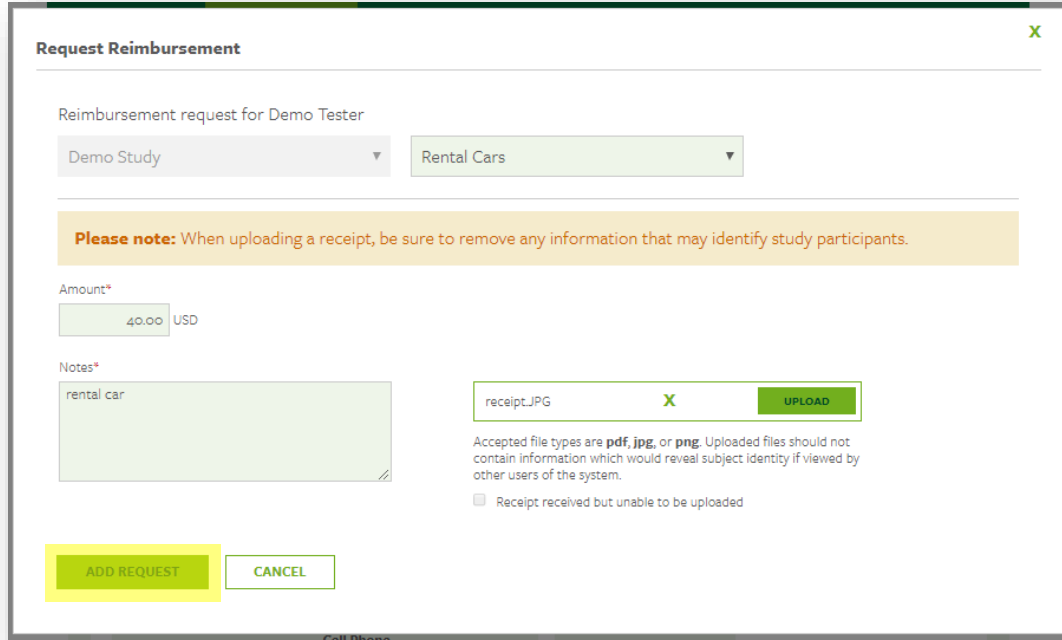 X
Request Reimbursement
Reimbursement request for Demo Tester
Demo Study
Rental Cars
Please note: When uploading a receipt, be sure to remove any information that may identify study participants.
Amount*
40.00 USD
Notes*
rental car
receipt.JPG X UPLOAD
Accepted file types are pdf, jpg, or png. Uploaded files should not
contain information which would reveal subject identity if viewed by
other users of the system.
Receipt received but unable to be uploaded
ADD REQUEST CANCEL
Cell Phone